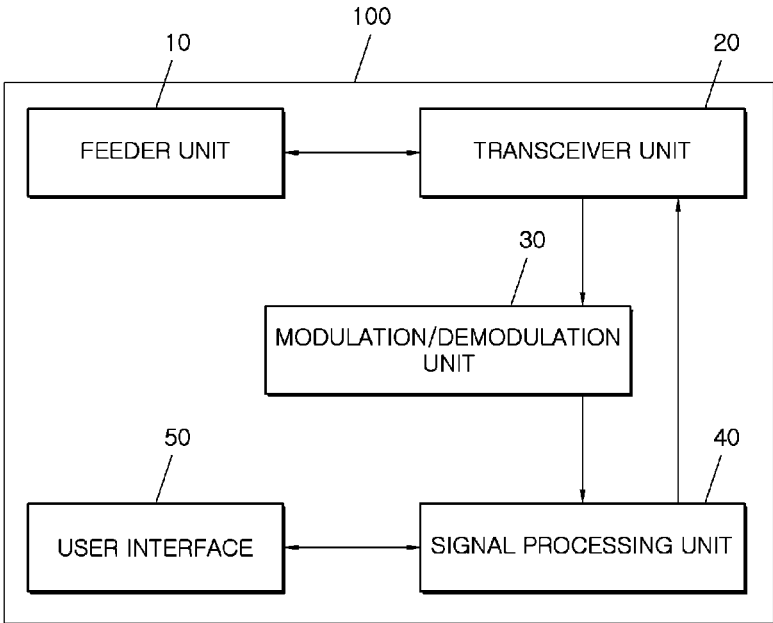 100
10
20
FEEDER UNIT
TRANSCEIVER UNIT
30
MODULATION/DEMODULATION
UNIT
50
40
USER INTERFACE
SIGNAL PROCESSING UNIT